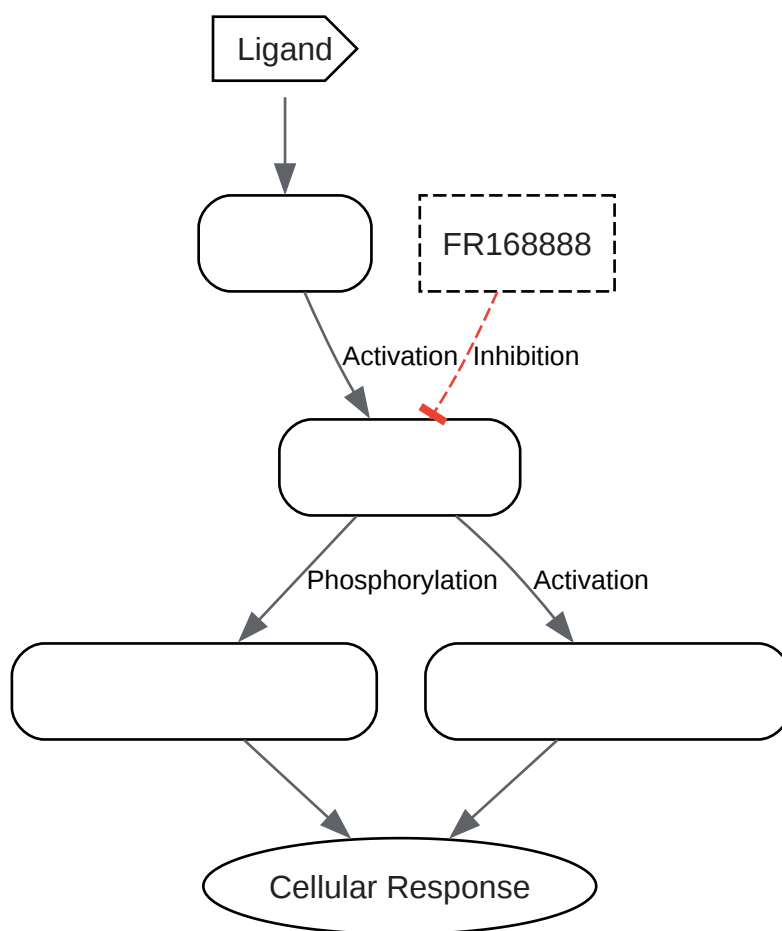 Ligand
FR168888
Activation
Inhibition
Phosphorylation
Activation
Cellular Response